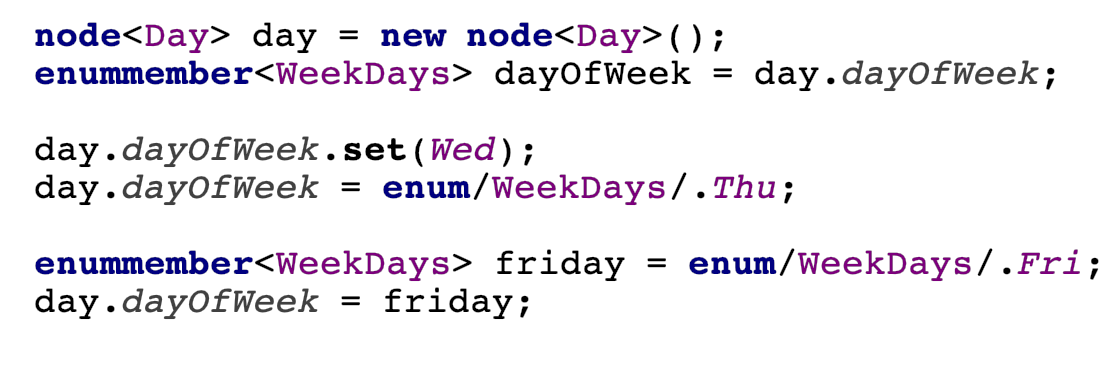 node<Day> day = new node<Day>();
enummember<WeekDays> dayOfWeek = day.dayOfWeek;
day.dayOfWeek.set(Wed);
day.dayOfWeek = enum/WeekDays/.Thu;
enummember<WeekDays> friday = enum/WeekDays/.Fri;
day.dayOfWeek = friday;